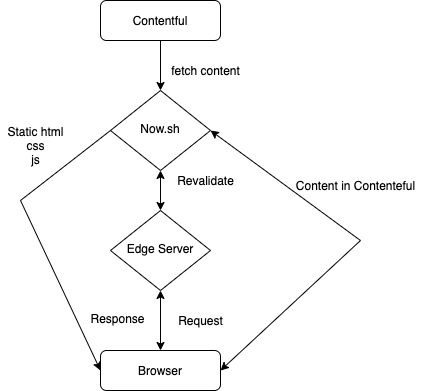 Contentful
fetch content
Static html
css
js
Now.sh
Revalidate
Content in Contenteful
Edge Server
Response
Request
Browser